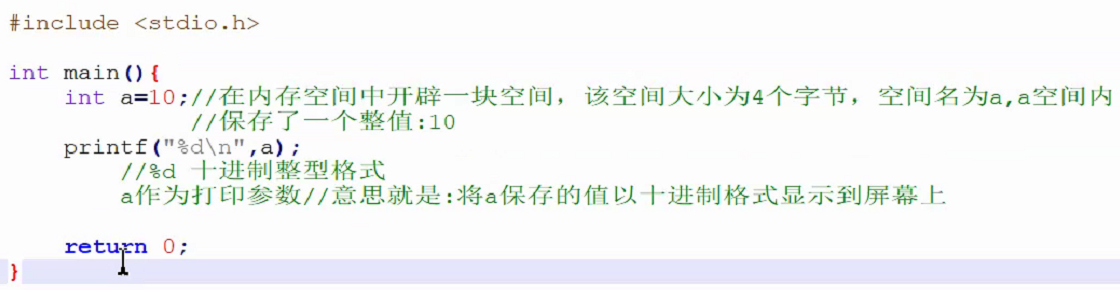 #include <stdio.h>
int main(){
int a=10;//在内存空间中开辟一块空间，该空间大小为4个字节，空间名为a,a空间内
//保存了一个整值:10
printf("%d\n",a);
//%d 十进制整型格式
a作为打印参数//意思就是:将a保存的值以十进制格式显示到屏幕上
return 0;
}